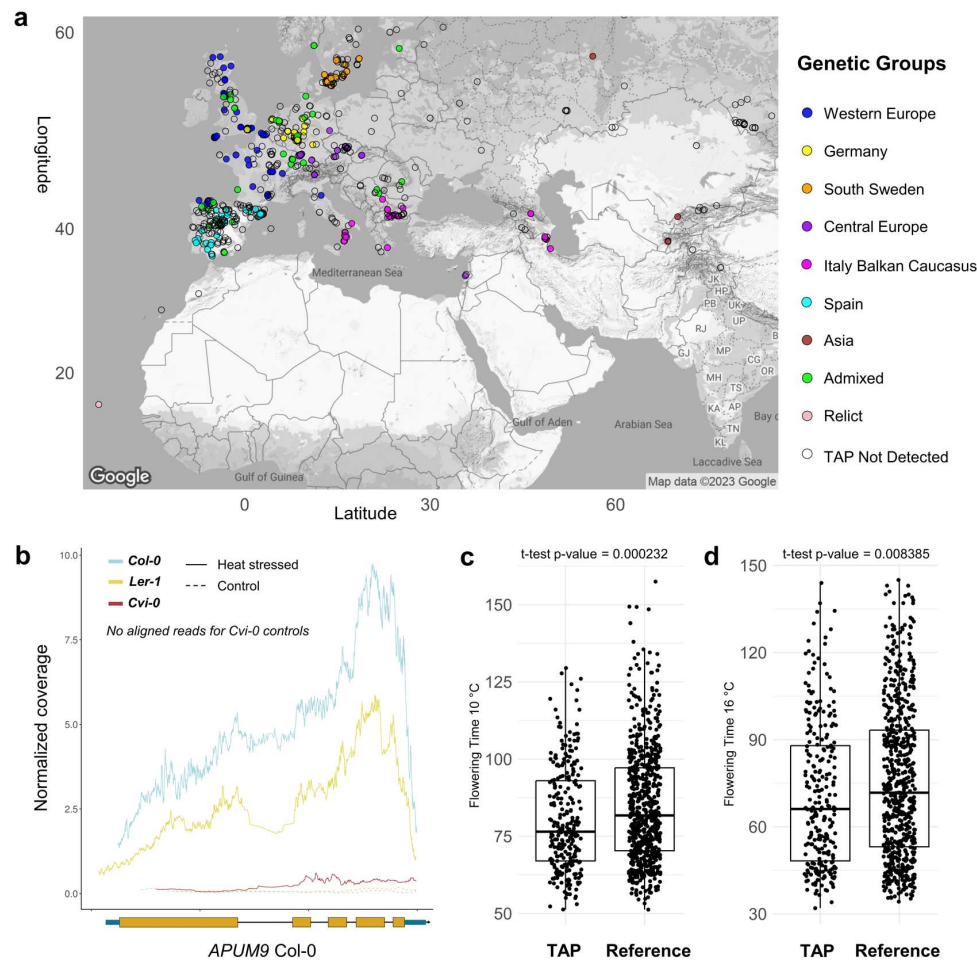 a
60
40
20
Longitude
0
30
60
Latitude
Mediterranean Sea
Gulf of Aden
Arabian Sea
Gulf of Guinea
Laccadive Sea
Bay o
JK
HP
PB
UK
UP
RJ
GJ
MP
CG
OR
MH
TS
KA
AP
TN
KL
B
Google
Map data ©2023 Google
Genetic Groups
Western Europe
Germany
South Sweden
Central Europe
Italy Balkan Caucasus
Spain
Asia
Admixed
Relict
TAP Not Detected
b
10.0
7.5
5.0
2.5
0.0
Normalized coverage
Col-0
Ler-1
Cvi-0
Heat stressed
Control
No aligned reads for Cvi-0 controls
APUM9 Col-0
c
t-test p-value = 0.000232
150
125
100
75
50
Flowering Time 10 °C
TAP Reference
d
t-test p-value = 0.008385
150
120
90
60
30
Flowering Time 16 °C
TAP Reference